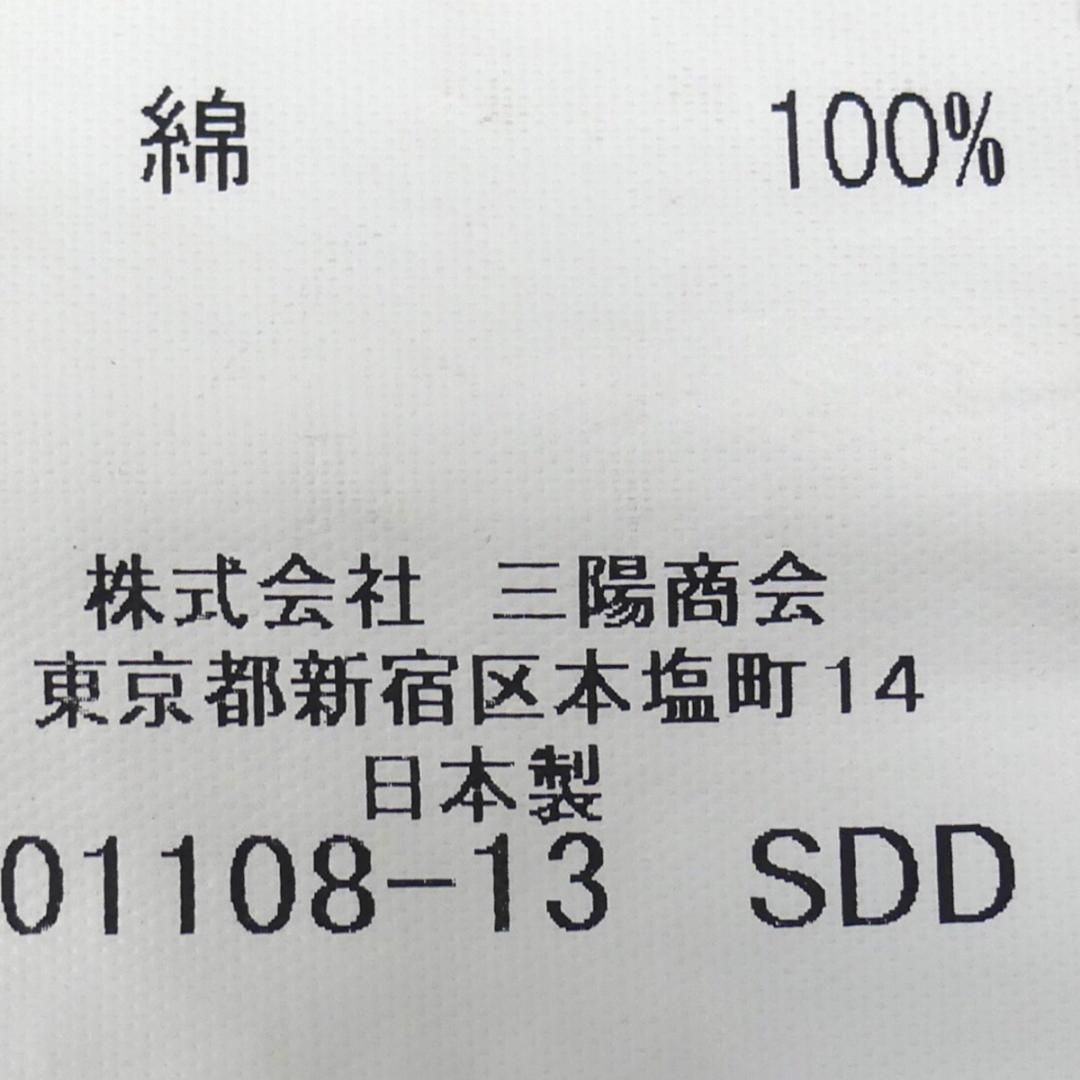 綿 100%
株式会社 三陽商会
東京都新宿区本塩町14
日本製
01108-13 SDD